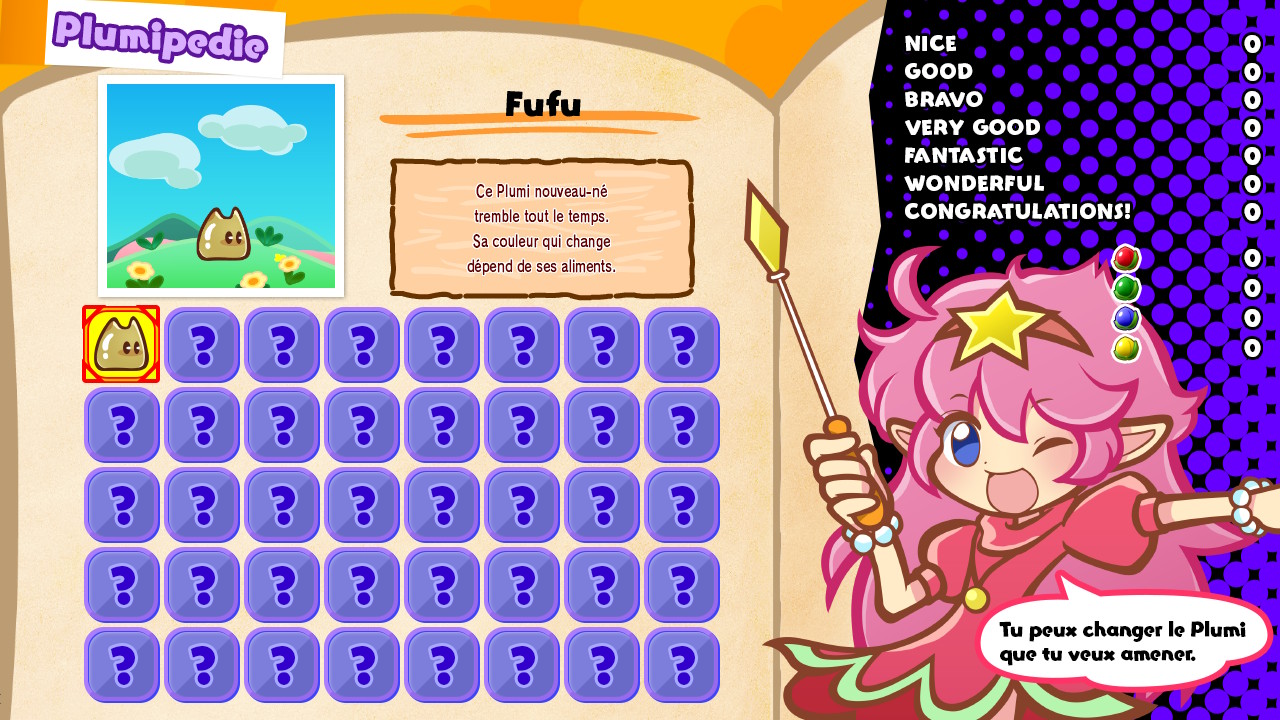 Plumipedie
Fufu
Ce Plumi nouveau-né
tremble tout le temps.
Sa couleur qui change
dépend de ses aliments.
? ? ? ? ? ? ?
? ? ? ? ? ? ? ?
? ? ? ? ? ? ? ?
? ? ? ? ? ? ? ?
? ? ? ? ? ? ? ?
NICE 0
GOOD 0
BRAVO 0
VERY GOOD 0
FANTASTIC 0
WONDERFUL 0
CONGRATULATIONS! 0
0
0
0
0
Tu peux changer le Plumi
que tu veux amener.